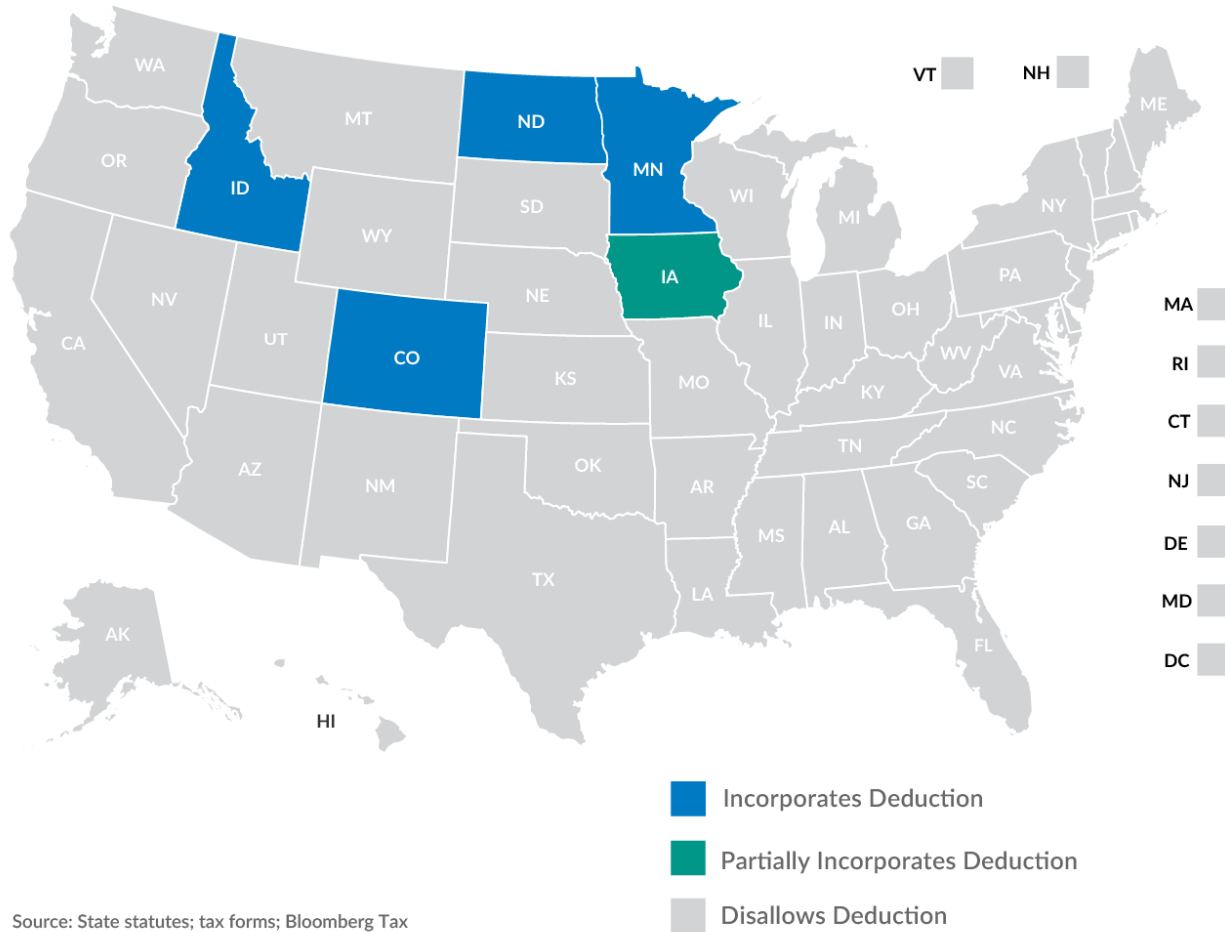 WA
VT
NH
ME
MT
ND
OR
MN
ID
WI
SD
MI
NY
WY
IA
PA
NE
NV
MA
IL
OH
IN
UT
CA
WV
CO
RI
VA
KS
MO
KY
CT
NC
TN
AZ
OK
NJ
SC
NM
AR
GA
AL
MS
DE
TX
LA
MD
AK
FL
DC
HI
Incorporates Deduction
Partially Incorporates Deduction
Disallows Deduction
Source: State statutes; tax forms; Bloomberg Tax